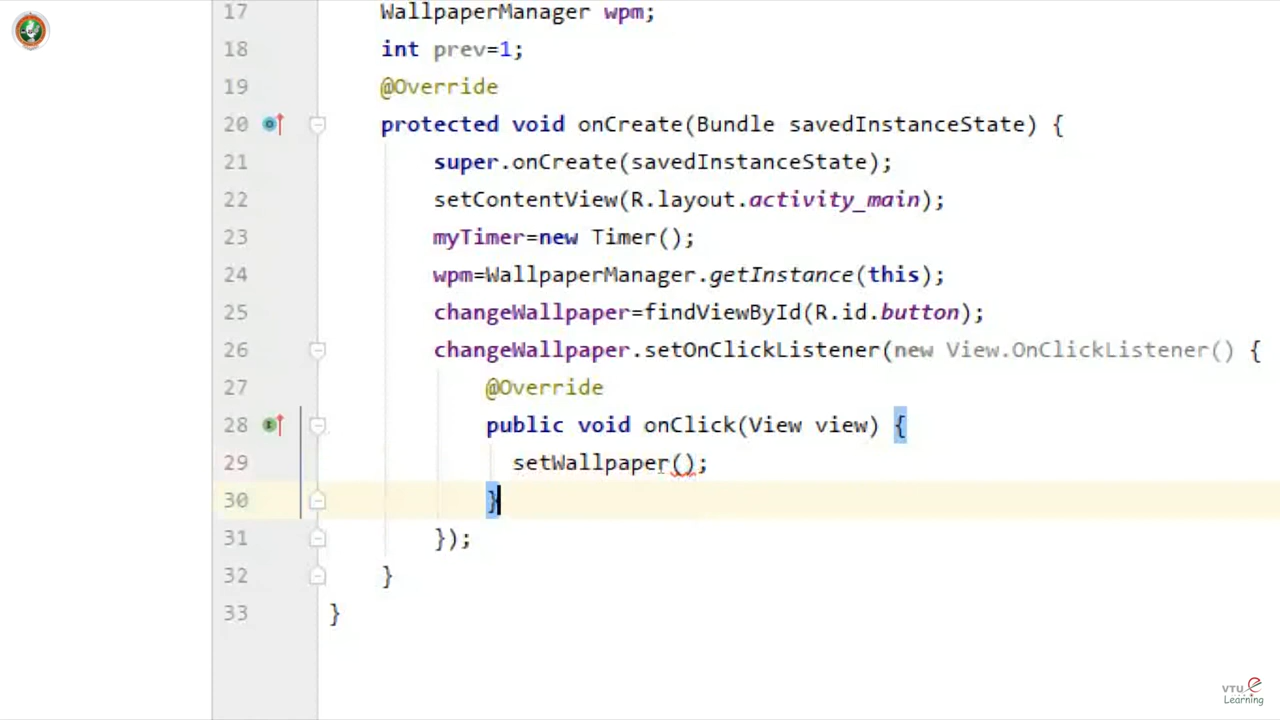 17 WallpaperManager wpm;
18 int prev=1;
19 @Override
20 protected void onCreate(Bundle savedInstanceState) {
21 super.onCreate(savedInstanceState);
22 setContentView(R.layout.activity_main);
23 myTimer=new Timer();
24 wpm=WallpaperManager.getInstance(this);
25 changeWallpaper=findViewById(R.id.button);
26 changeWallpaper.setOnClickListener(new View.OnClickListener() {
27 @Override
28 public void onClick(View view) {
29 setWallpaper();
30 }
31 });
32 }
33 }
VTU e
Learning